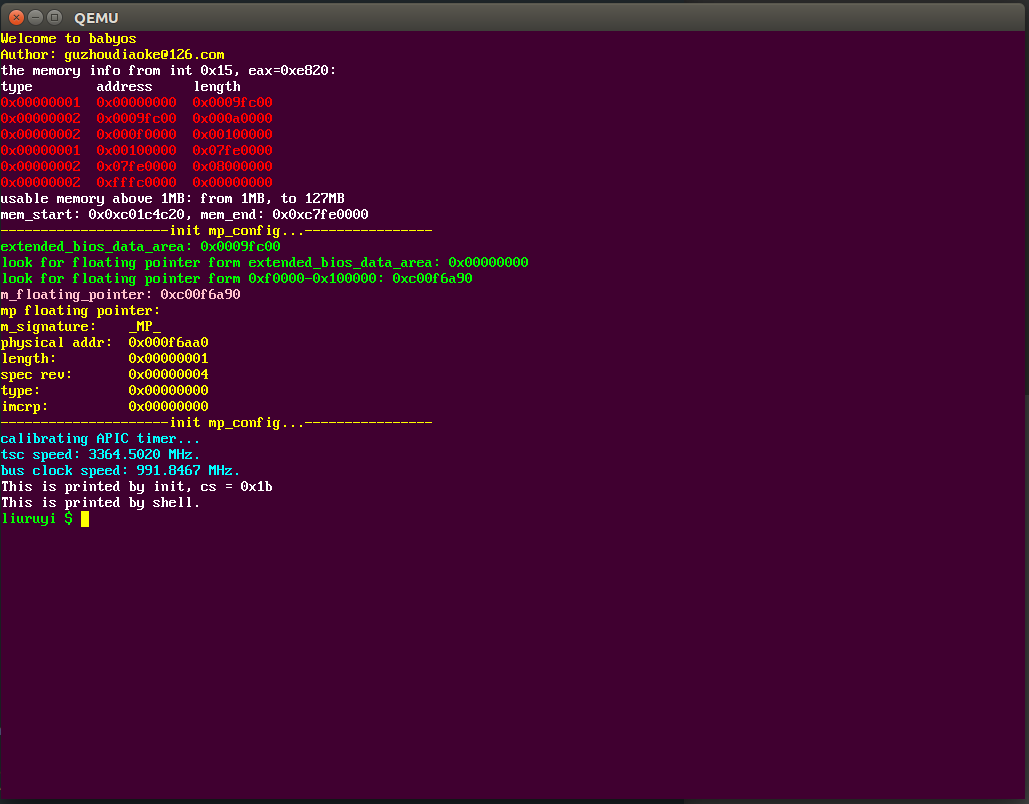 QEMU
Welcome to babyos
Author: guzhoudiaoke@126.com
the memory info from int 0x15, eax=0xe820:
type        address     length
0x00000001  0x00000000  0x0009fc00
0x00000002  0x0009fc00  0x000a0000
0x00000002  0x000f0000  0x00100000
0x00000001  0x00100000  0x07fe0000
0x00000002  0x07fe0000  0x08000000
0x00000002  0xfffc0000  0x00000000
usable memory above 1MB: from 1MB, to 127MB
mem_start: 0x0xc01c4c20, mem_end: 0x0xc7fe0000
---------------------init mp_config...----------------
extended_bios_data_area: 0x0009fc00
look for floating pointer form extended_bios_data_area: 0x00000000
look for floating pointer form 0xf0000-0x100000: 0xc00f6a90
m_floating_pointer: 0xc00f6a90
mp floating pointer:
m_signature:    _MP_
physical addr:  0x000f6aa0
length:         0x00000001
spec rev:       0x00000004
type:           0x00000000
imcrp:          0x00000000
---------------------init mp_config...----------------
calibrating APIC timer...
tsc speed: 3364.5020 MHz.
bus clock speed: 991.8467 MHz.
This is printed by init, cs = 0x1b
This is printed by shell.
liuruyi $